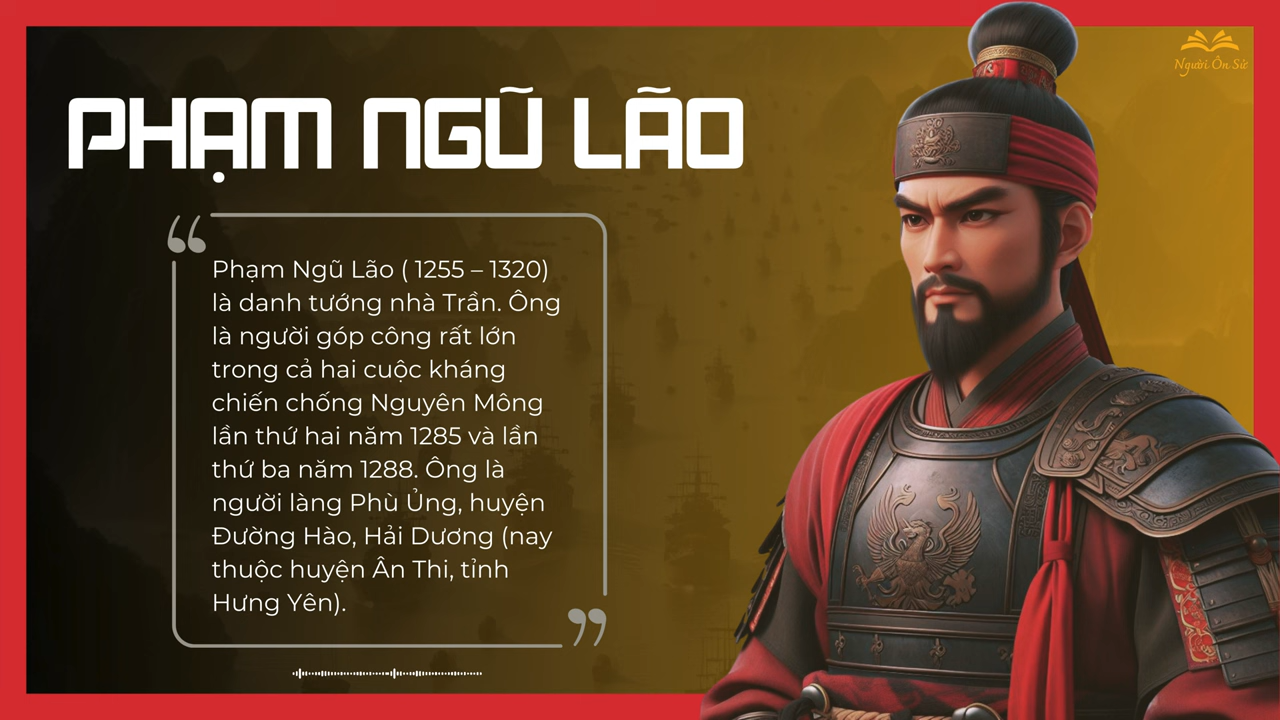 Người Ôn Sử
PHẠM NGŨ LÃO
“
Phạm Ngũ Lão ( 1255 – 1320)
là danh tướng nhà Trần. Ông
là người góp công rất lớn
trong cả hai cuộc kháng
chiến chống Nguyên Mông
lần thứ hai năm 1285 và lần
thứ ba năm 1288. Ông là
người làng Phù Ủng, huyện
Đường Hào, Hải Dương (nay
thuộc huyện Ân Thi, tỉnh
Hưng Yên).
”